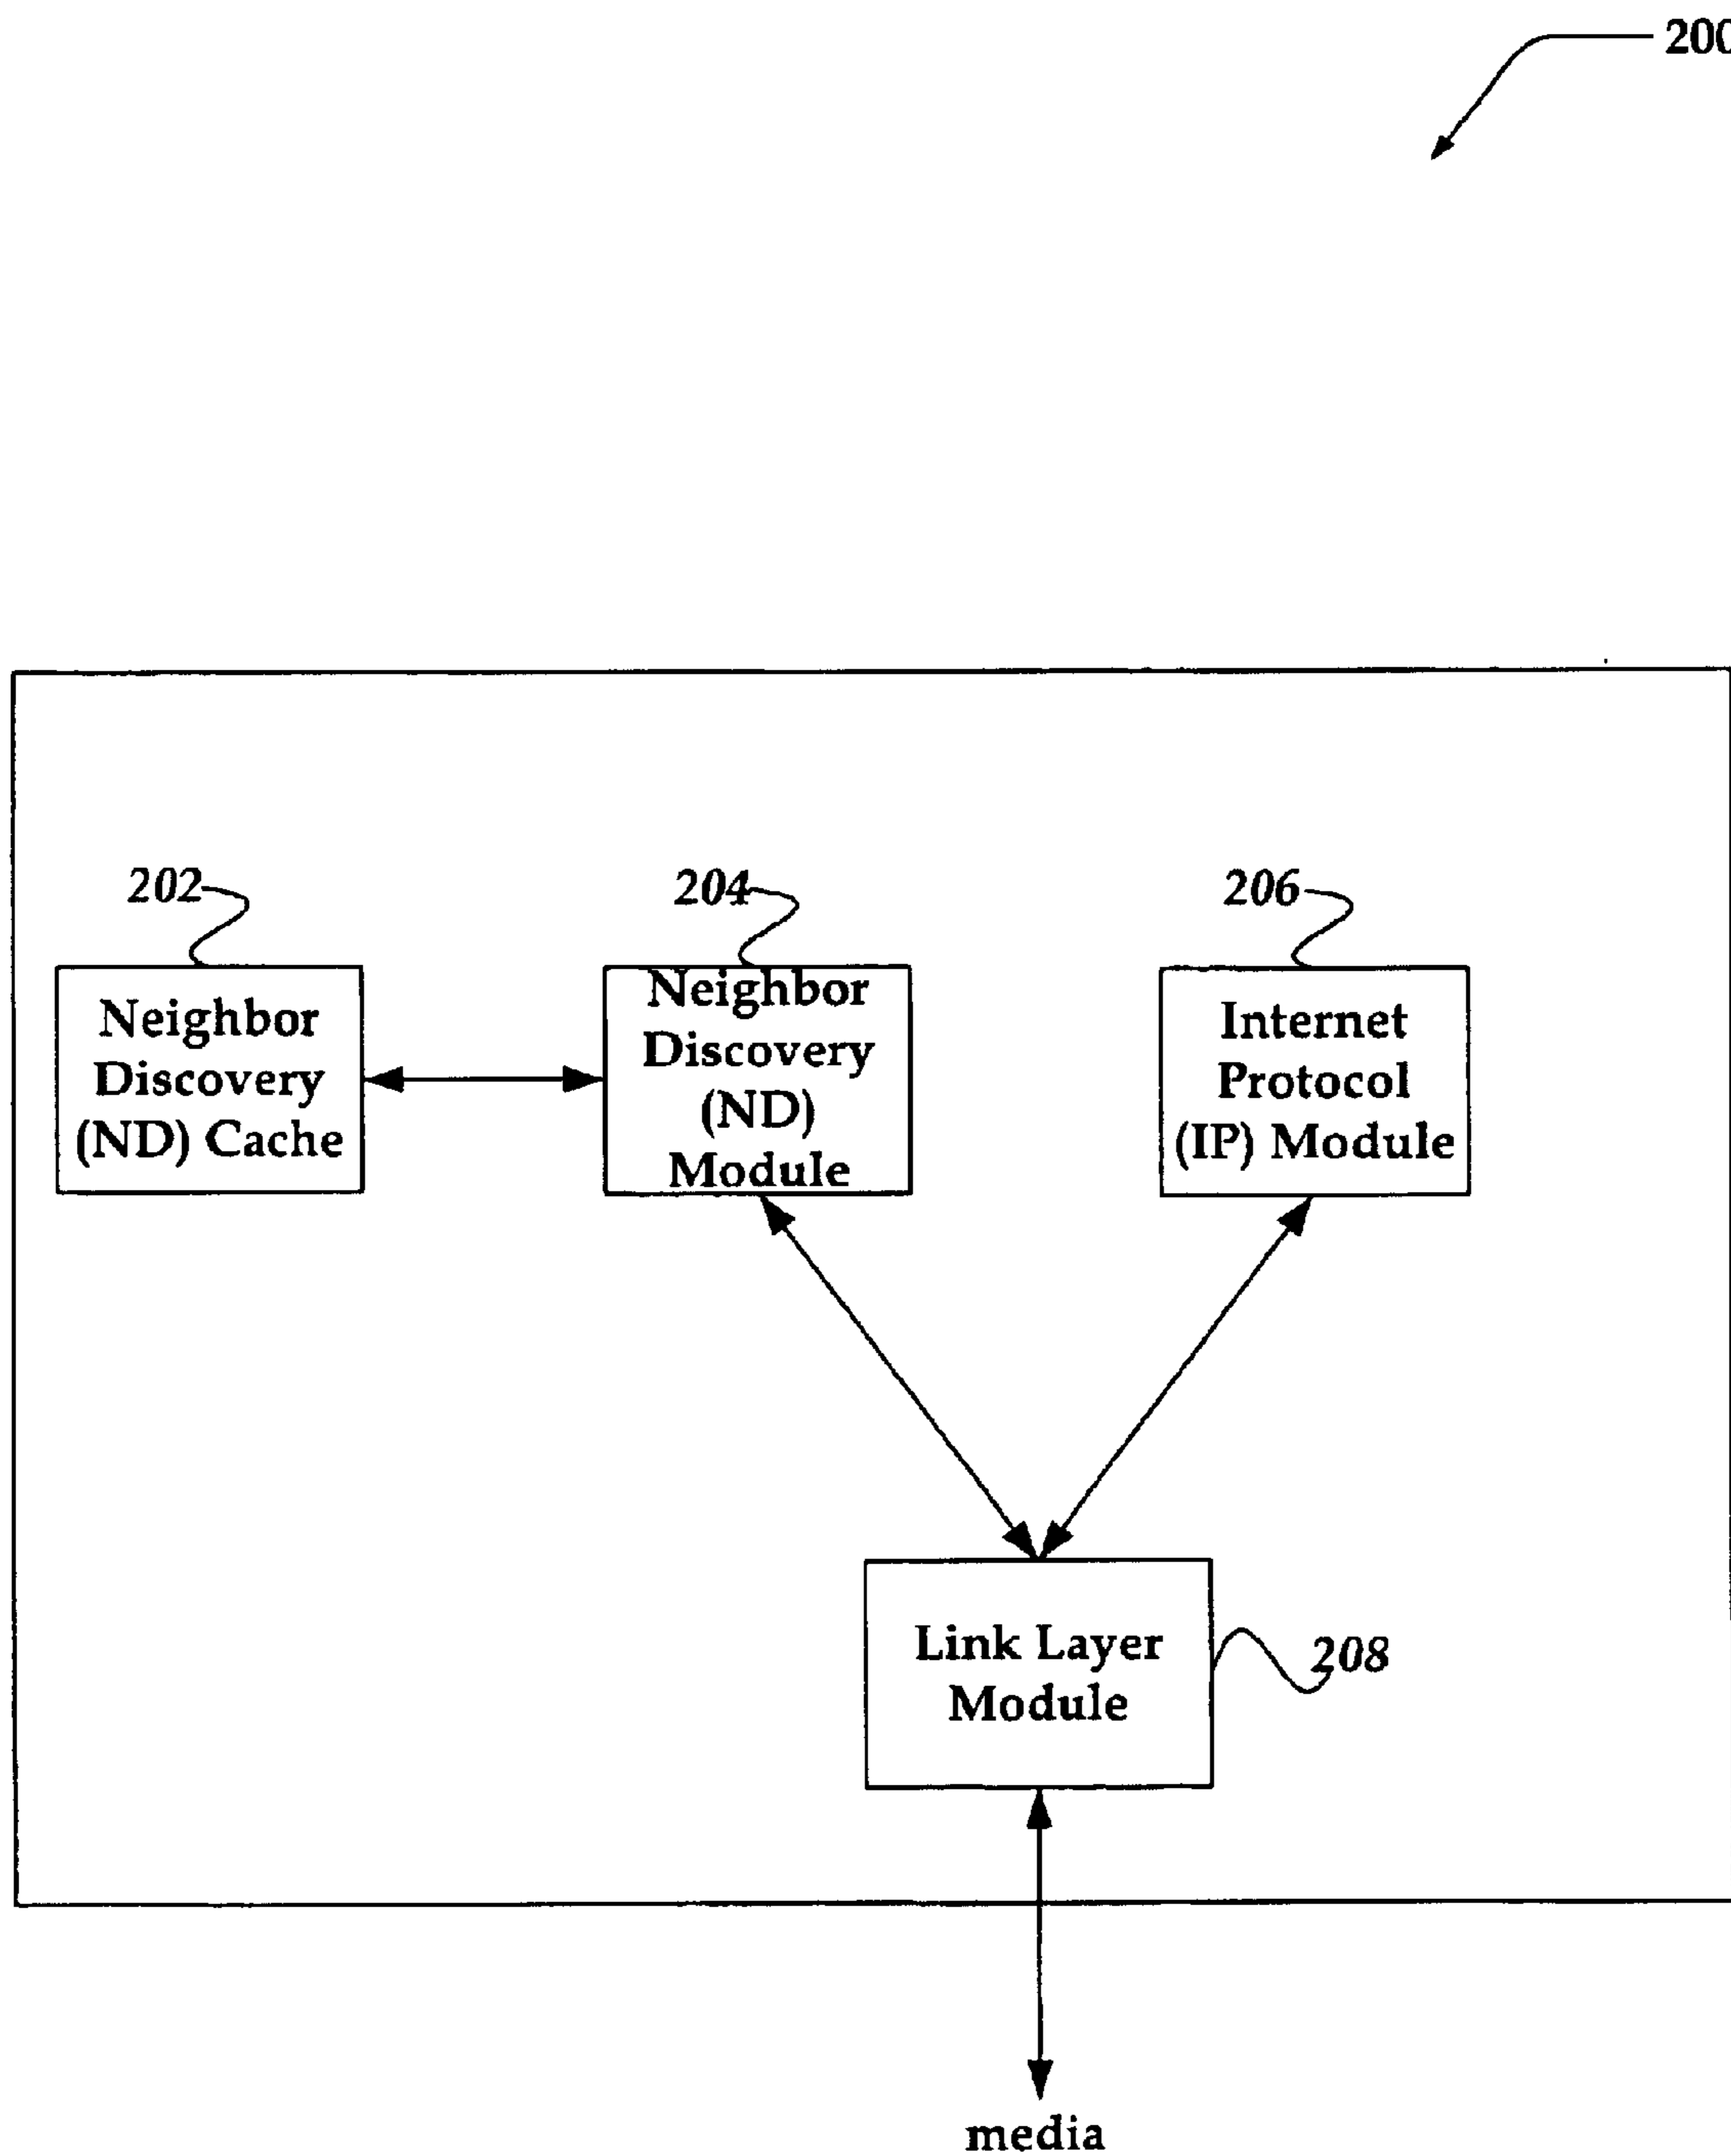 200
202
204
206
Neighbor
Discovery
(ND) Cache
Neighbor
Discovery
(ND)
Module
Internet
Protocol
(IP) Module
Link Layer
Module
208
media